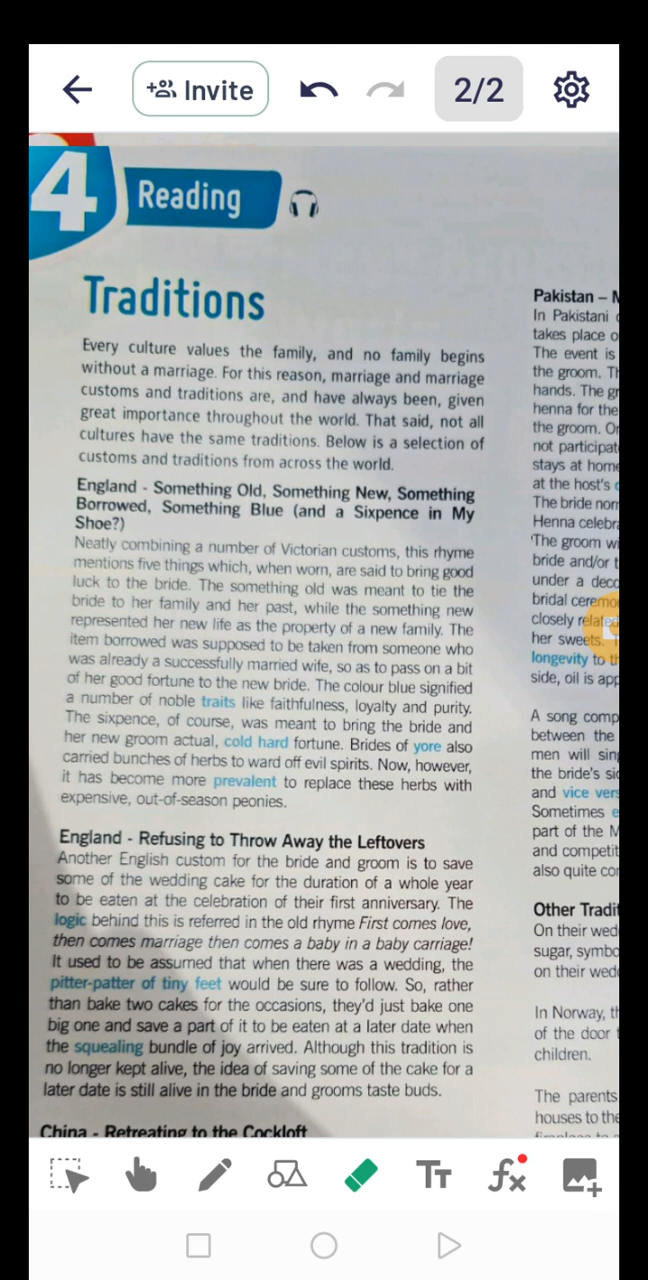 Invite
2/2
4
Reading
Traditions
Every culture values the family, and no family begins
without a marriage. For this reason, marriage and marriage
customs and traditions are, and have always been, given
great importance throughout the world. That said, not all
cultures have the same traditions. Below is a selection of
customs and traditions from across the world.
England - Something Old, Something New, Something
Borrowed, Something Blue (and a Sixpence in My
Shoe?)
Neatly combining a number of Victorian customs, this rhyme
mentions five things which, when worn, are said to bring good
luck to the bride. The something old was meant to tie the
bride to her family and her past, while the something new
represented her new life as the property of a new family. The
item borrowed was supposed to be taken from someone who
was already a successfully married wife, so as to pass on a bit
of her good fortune to the new bride. The colour blue signified
a number of noble traits like faithfulness, loyalty and purity.
The sixpence, of course, was meant to bring the bride and
her new groom actual, cold hard fortune. Brides of yore also
carried bunches of herbs to ward off evil spirits. Now, however,
it has become more prevalent to replace these herbs with
expensive, out-of-season peonies.
England - Refusing to Throw Away the Leftovers
Another English custom for the bride and groom is to save
some of the wedding cake for the duration of a whole year
to be eaten at the celebration of their first anniversary. The
logic behind this is referred in the old rhyme First comes love,
then comes marriage then comes a baby in a baby carriage!
It used to be assumed that when there was a wedding, the
pitter-patter of tiny feet would be sure to follow. So, rather
than bake two cakes for the occasions, they'd just bake one
big one and save a part of it to be eaten at a later date when
the squealing bundle of joy arrived. Although this tradition is
no longer kept alive, the idea of saving some of the cake for a
later date is still alive in the bride and grooms taste buds.
China - Retreating to the Cockloft
Pakistan –
In Pakistani
takes place
The event is
the groom.
hands. The
henna for the
the groom.
not
stays at home
at the host's
The bride
Henna
'The groom
bride and/or
under a
bridal
closely related
her sweets.
longevity to
side, oil is
A song
between the
men will
the bride's
and vice
Sometimes
part of the
and
also quite
Other
On their
sugar,
on their
In Norway,
of the door
children.
The parents
houses to the
Tт
fx